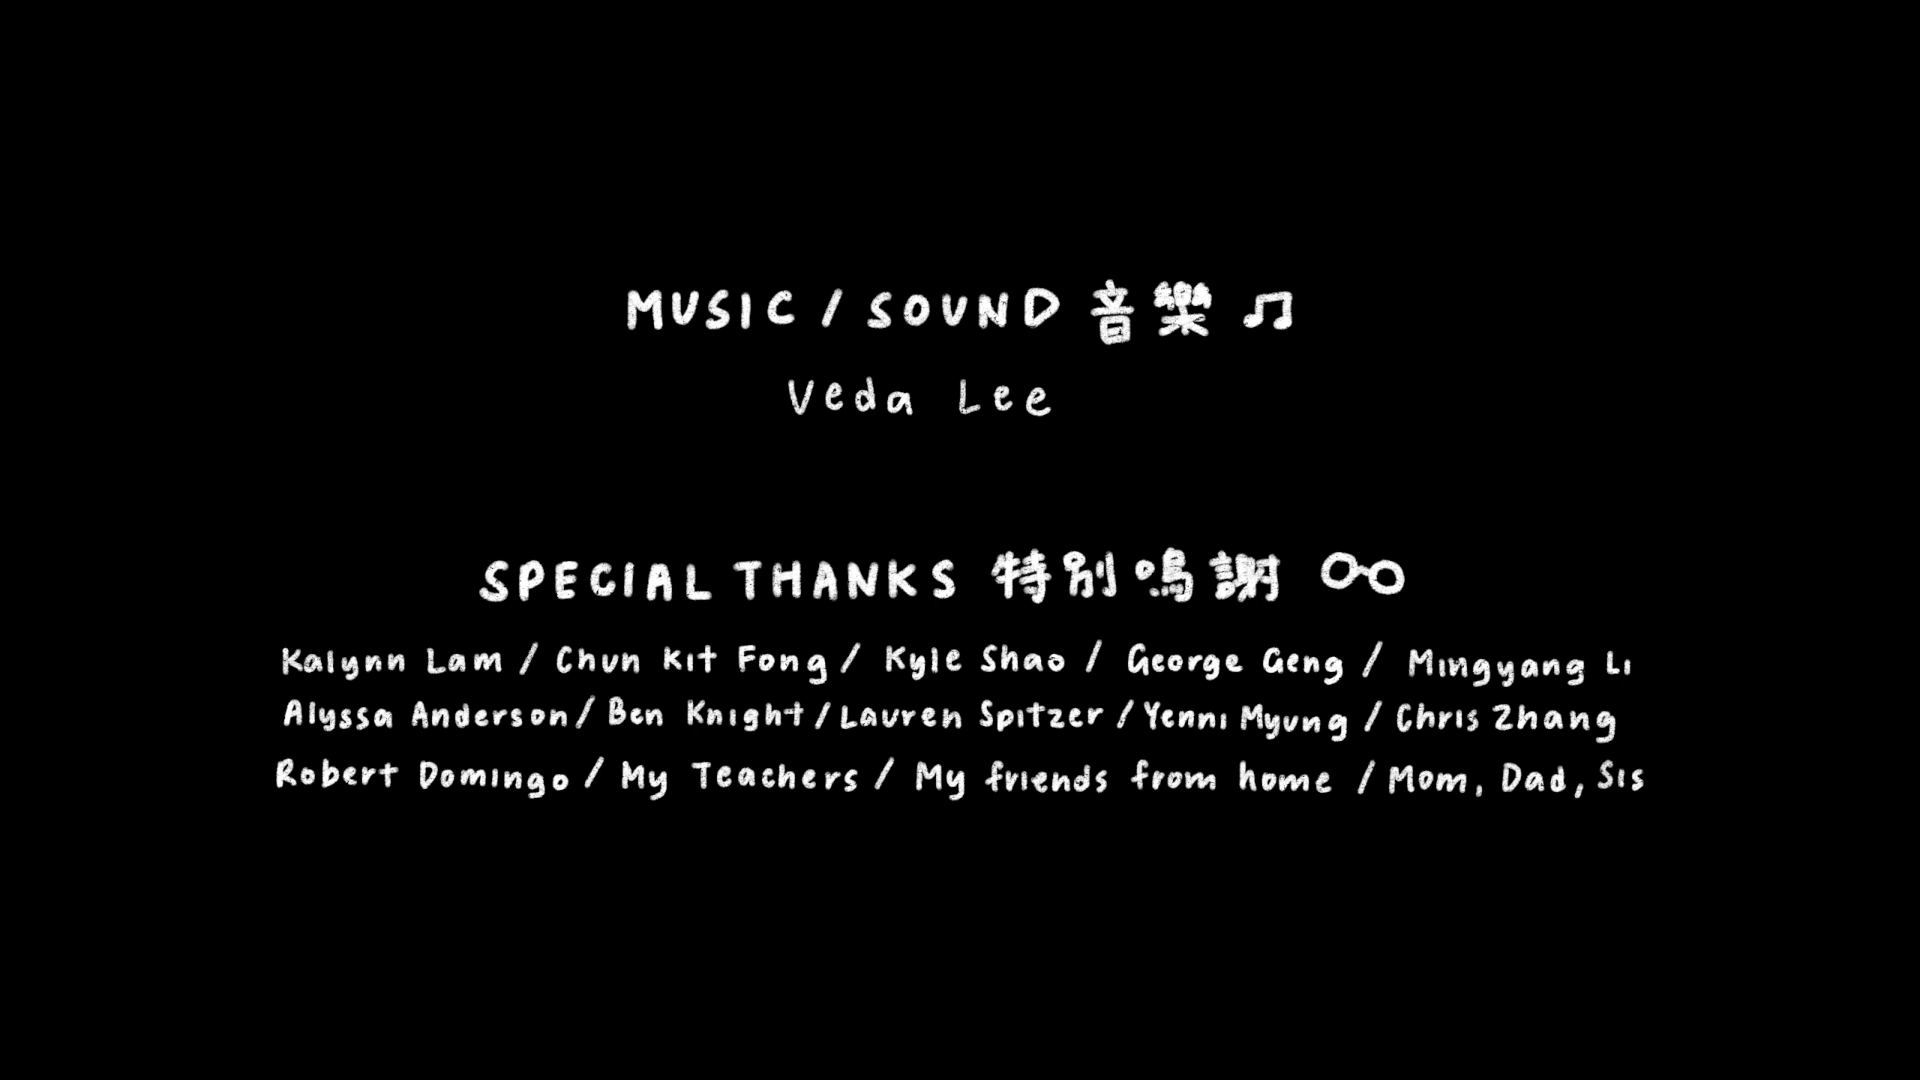 MUSIC / SOUND 音樂 ♫
Veda Lee
SPECIAL THANKS 特別鳴謝
Kalynn Lam / Chun Kit Fong / Kyle Shao / George Geng / Mingyang Li
Alyssa Anderson / Ben Knight / Lauren Spitzer / Yenni Myung / Chris Zhang
Robert Domingo / My Teachers / My friends from home / Mom, Dad, Sis